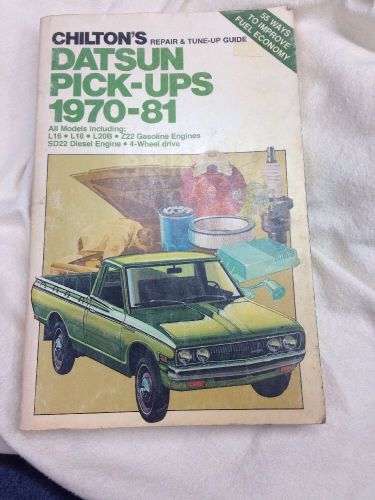 CHILTON'S REPAIR & TUNE-UP GUIDE
DATSUN
PICK-UPS
1970-81
All Models Including:
L16 • L18 • L20B • Z22 Gasoline Engines
SD22 Diesel Engine • 4-Wheel drive
55 WAYS
TO IMPROVE
FUEL ECONOMY